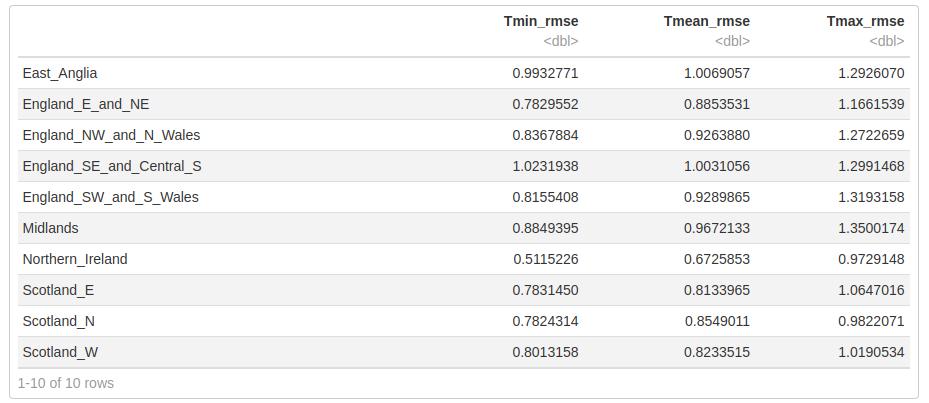 Tmin_rmse Tmean_rmse Tmax_rmse
<dbl> <dbl> <dbl>
East_Anglia 0.9932771 1.0069057 1.2926070
England_E_and_NE 0.7829552 0.8853531 1.1661539
England_NW_and_N_Wales 0.8367884 0.9263880 1.2722659
England_SE_and_Central_S 1.0231938 1.0031056 1.2991468
England_SW_and_S_Wales 0.8155408 0.9289865 1.3193158
Midlands 0.8849395 0.9672133 1.3500174
Northern_Ireland 0.5115226 0.6725853 0.9729148
Scotland_E 0.7831450 0.8133965 1.0647016
Scotland_N 0.7824314 0.8549011 0.9822071
Scotland_W 0.8013158 0.8233515 1.0190534
1-10 of 10 rows